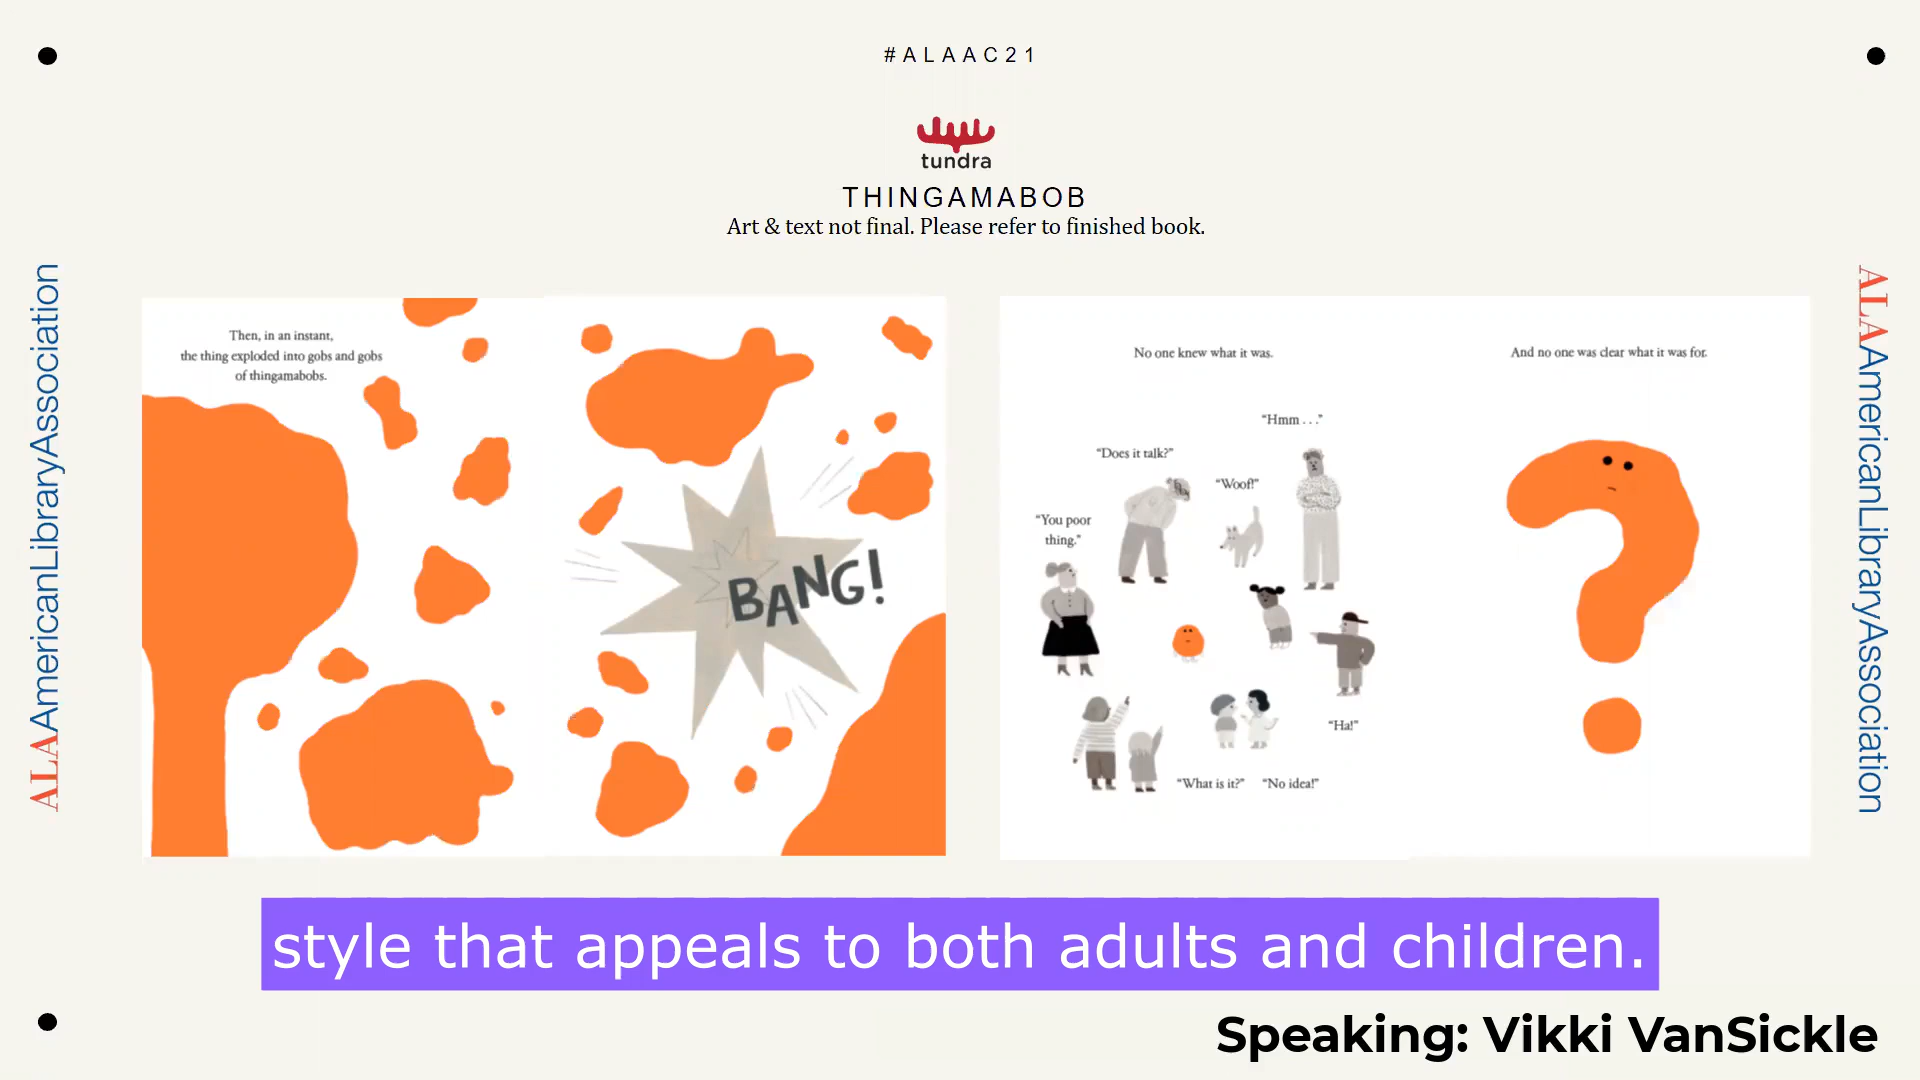 #ALAAC21
tundra
THINGAMABOB
Art & text not final. Please refer to finished book.
ALAAmericanLibraryAssociation
Then, in an instant,
the thing exploded into gobs and gobs
of thingamabobs.
BANG!
No one knew what it was.
“Hmm . . .”
“Does it talk?”
“Woof!”
“You poor
thing.”
“Ha!”
“What is it?” “No idea!”
And no one was clear what it was for.
ALAAmericanLibraryAssociation
style that appeals to both adults and children.
Speaking: Vikki VanSickle